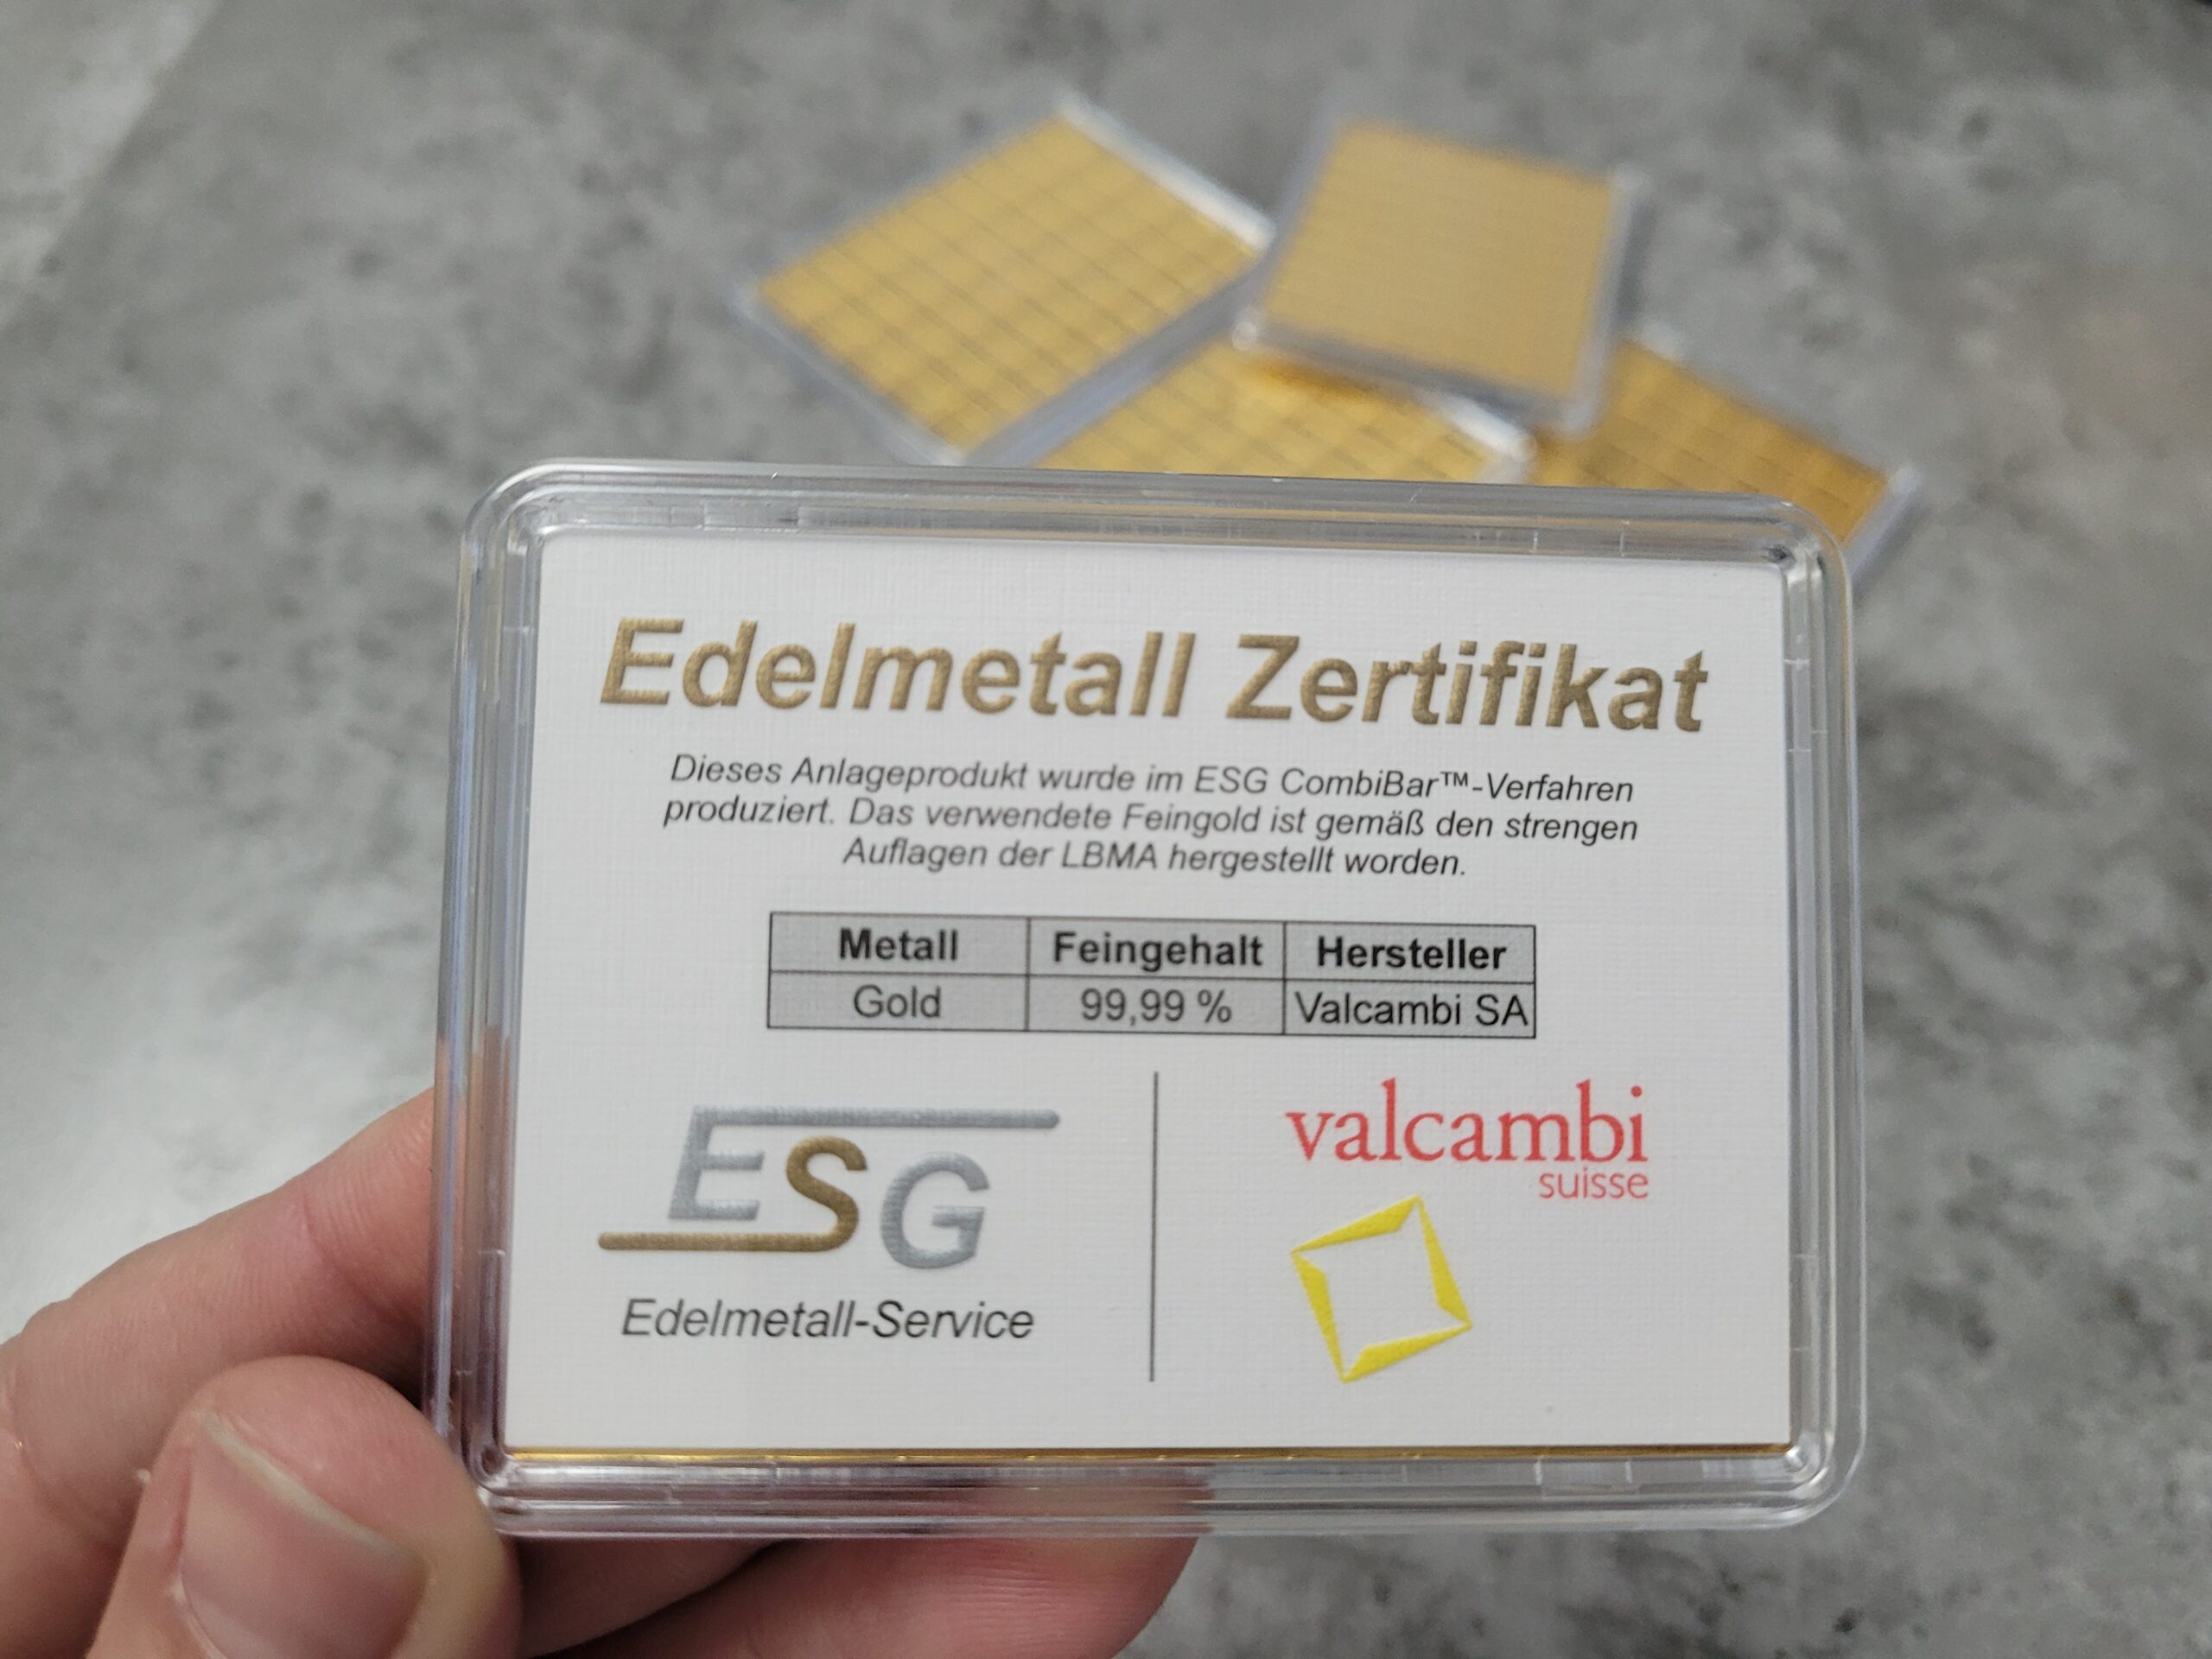 Edelmetall Zertifikat
Dieses Anlageprodukt wurde im ESG CombiBar™-Verfahren
produziert. Das verwendete Feingold ist gemäß den strengen
Auflagen der LBMA hergestellt worden.
Metall Feingehalt Hersteller
Gold 99,99 % Valcambi SA
ESG
Edelmetall-Service
valcambi
suisse